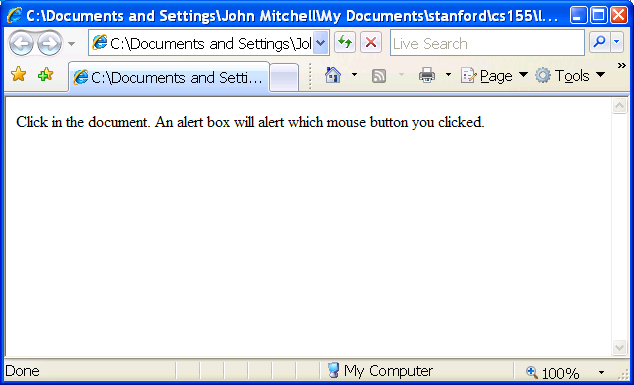 C:\Documents and Settings\John Mitchell\My Documents\stanford\cs155\l...
C:\Documents and Settings\Jol
Live Search
C:\Documents and Setti...
Page
Tools
»
Click in the document. An alert box will alert which mouse button you clicked.
Done
My Computer
100%